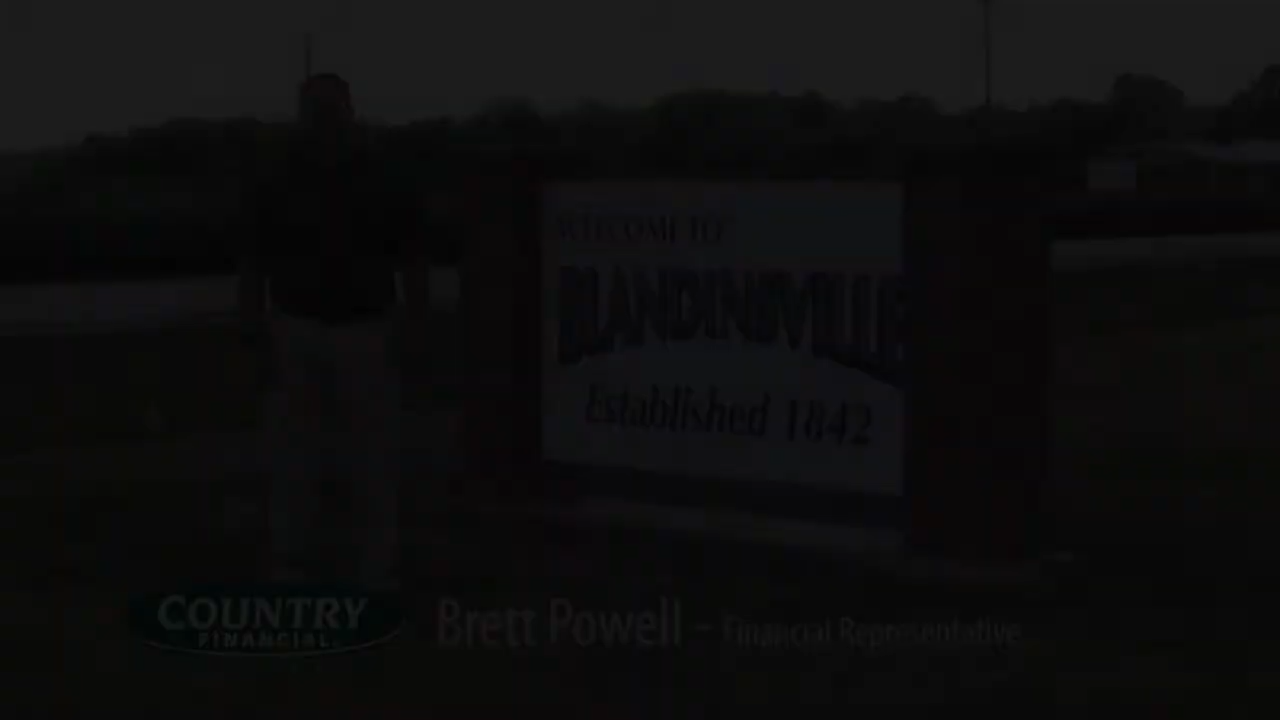 WELCOME TO
BLANDINSVILLE
Established 1842
COUNTRY
FINANCIAL
Brett Powell – Financial Representative